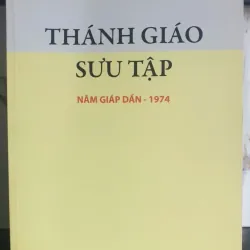 THÁNH GIÁO
SƯU TẬP
NĂM GIÁP DẦN - 1974